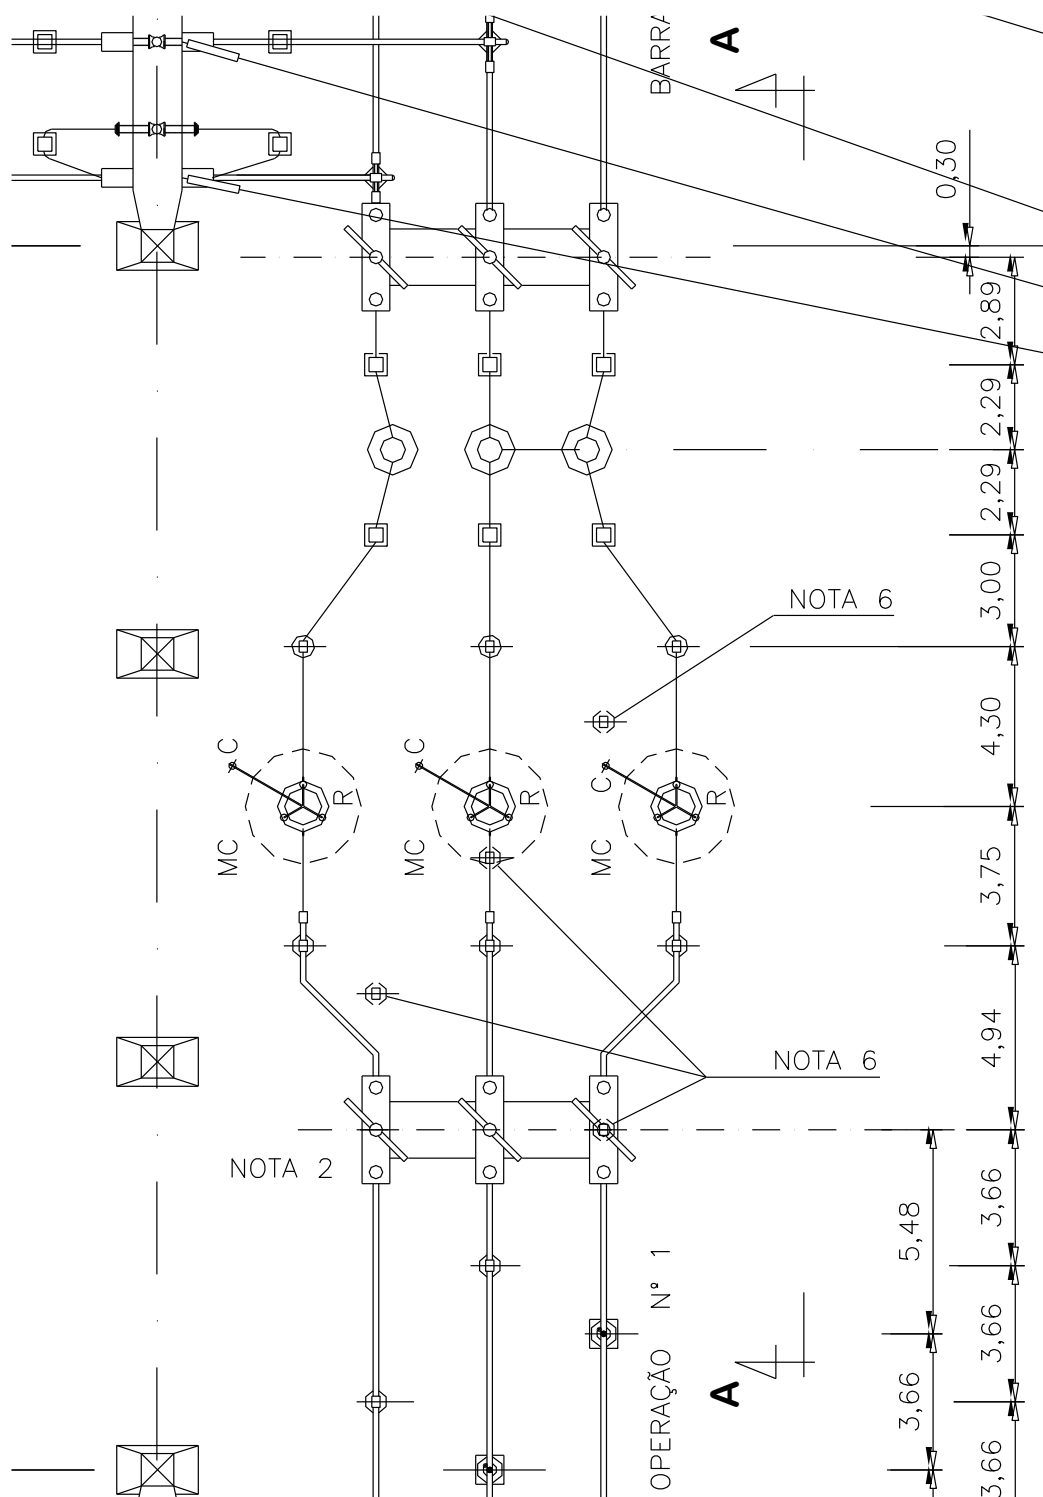 BARRA
A
0,30
2,89
2,29
2,29
3,00
NOTA 6
4,30
C
C
C
R
R
R
MC
MC
MC
3,75
4,94
NOTA 6
NOTA 2
3,66
5,48
OPERAÇÃO Nº 1
3,66
A
3,66
3,66